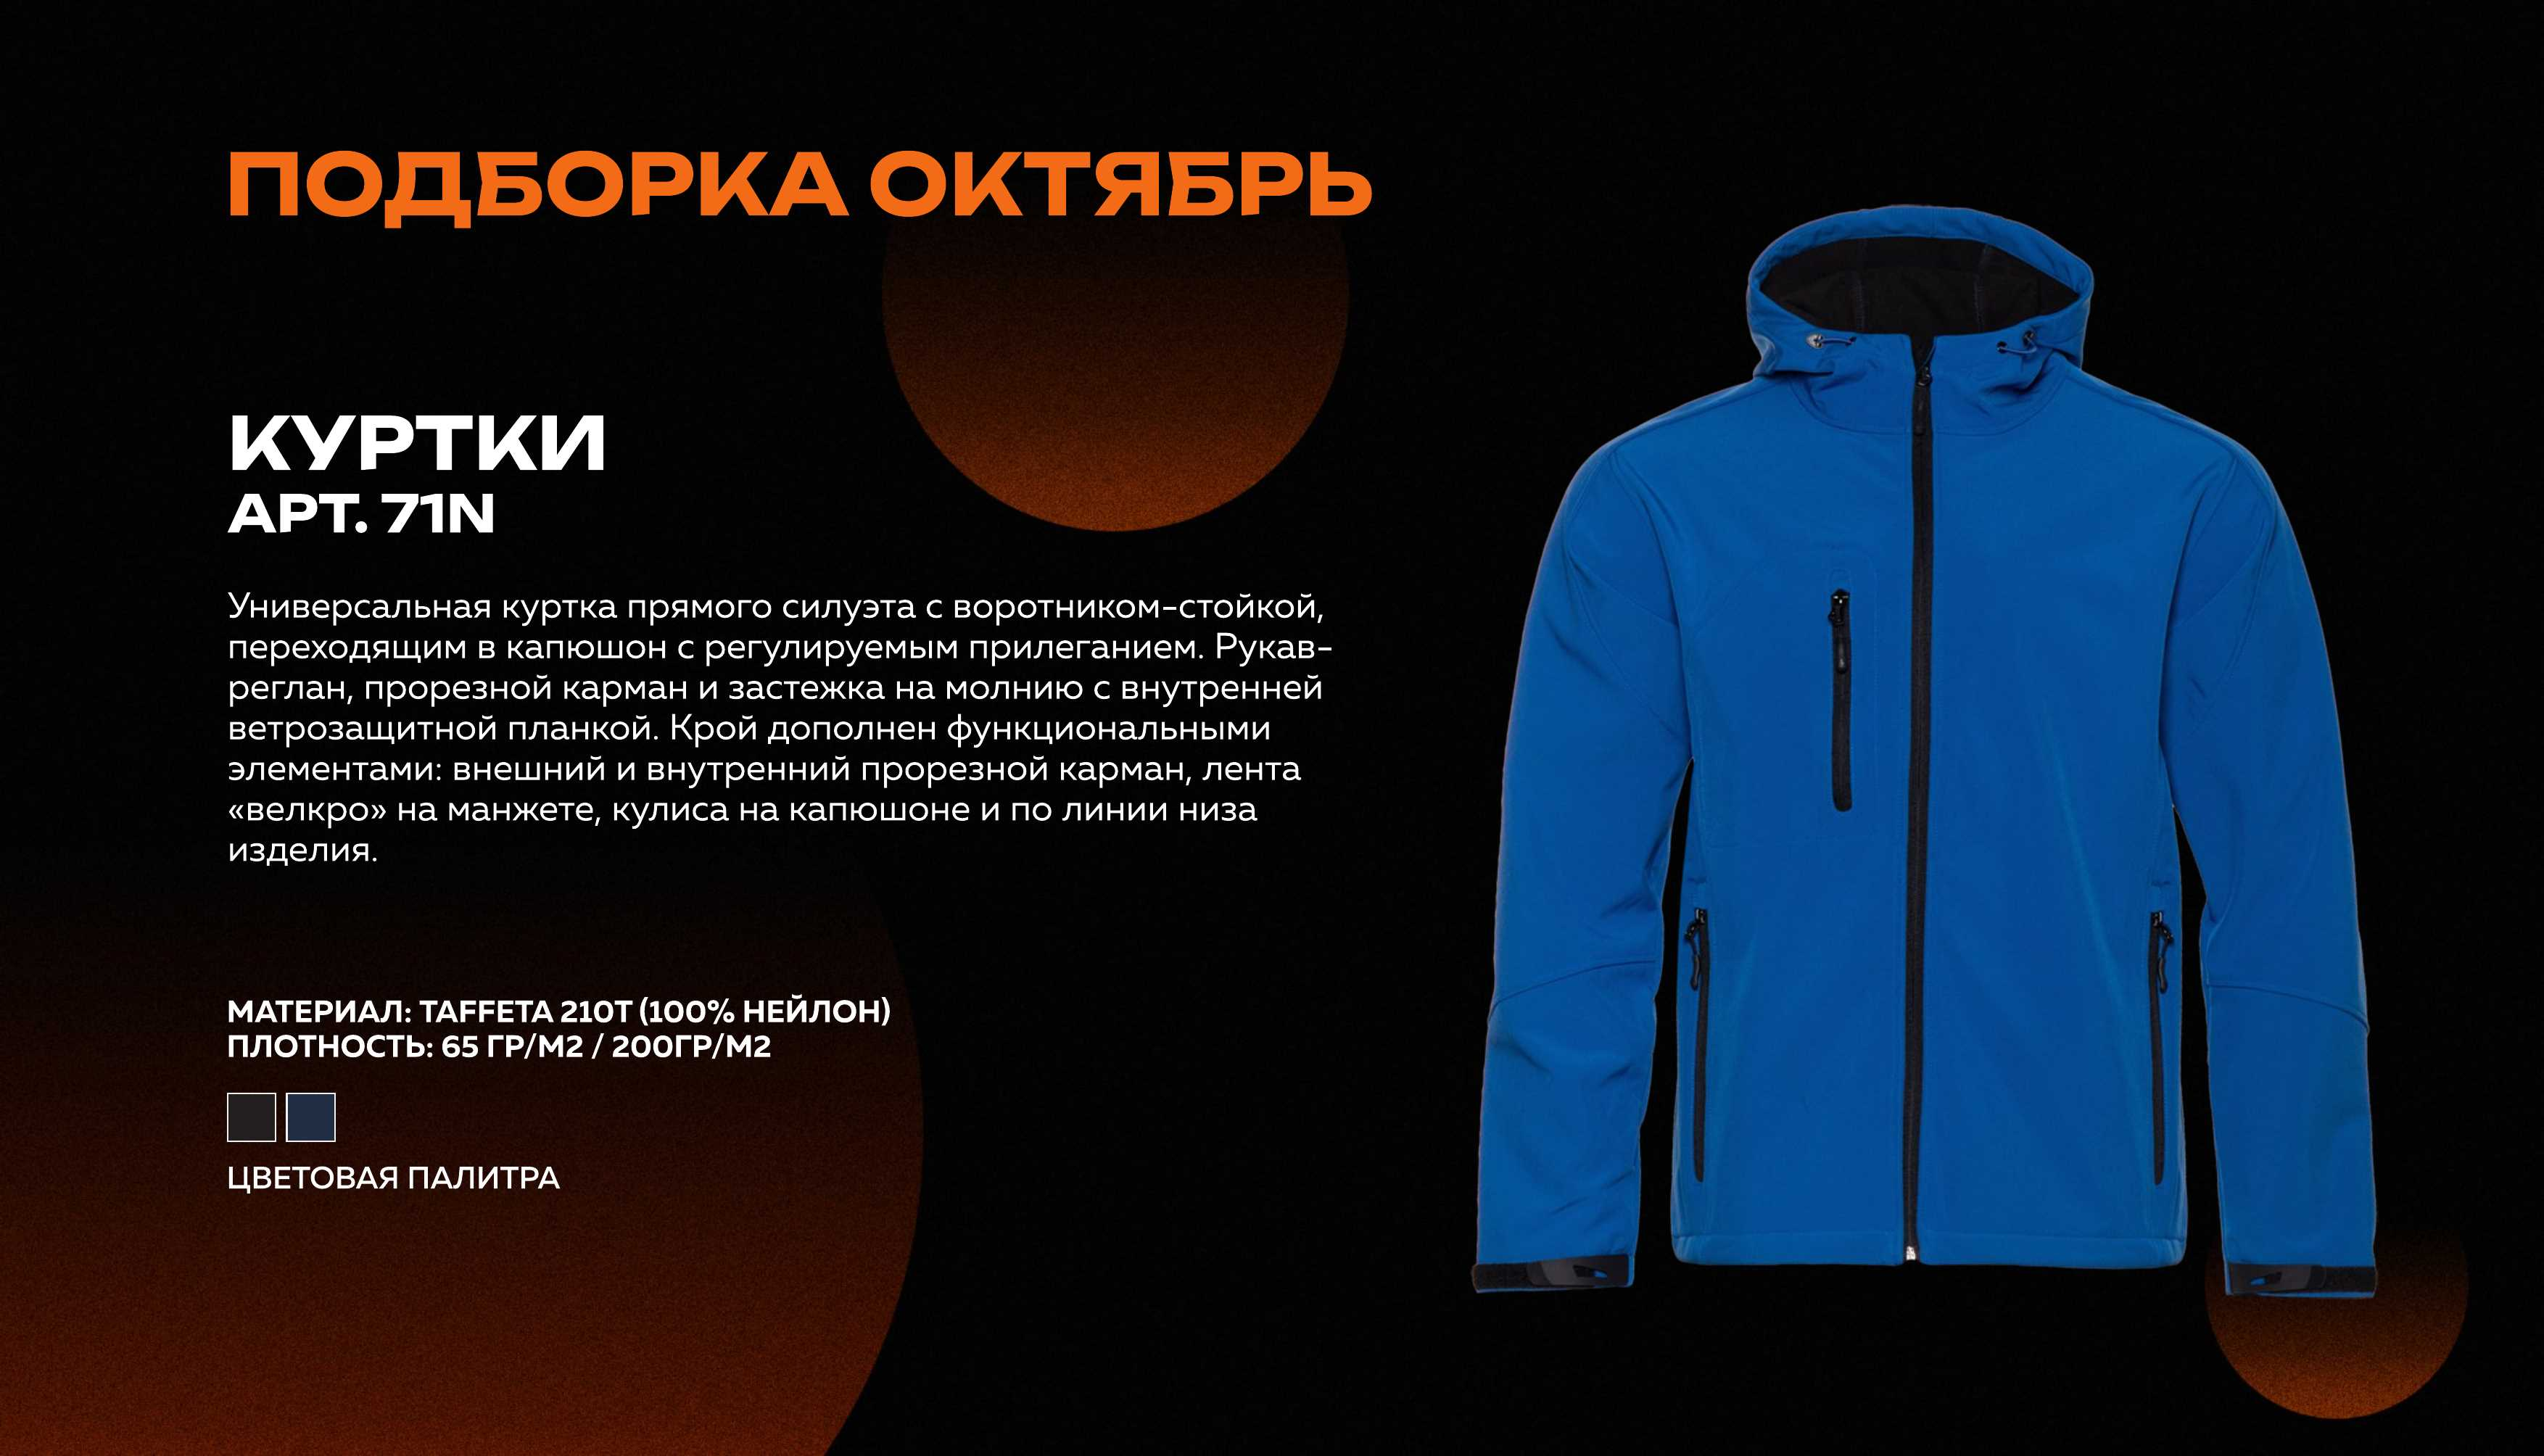 ПОДБОРКА ОКТЯБРЬ
КУРТКИ
АРТ. 71N
Универсальная куртка прямого силуэта с воротником-стойкой,
переходящим в капюшон с регулируемым прилеганием. Рукав-
реглан, прорезной карман и застежка на молнию с внутренней
ветрозащитной планкой. Крой дополнен функциональными
элементами: внешний и внутренний прорезной карман, лента
«велкро» на манжете, кулиса на капюшоне и по линии низа
изделия.
МАТЕРИАЛ: TAFFETA 210T (100% НЕЙЛОН)
ПЛОТНОСТЬ: 65 ГР/М2 / 200ГР/М2
ЦВЕТОВАЯ ПАЛИТРА